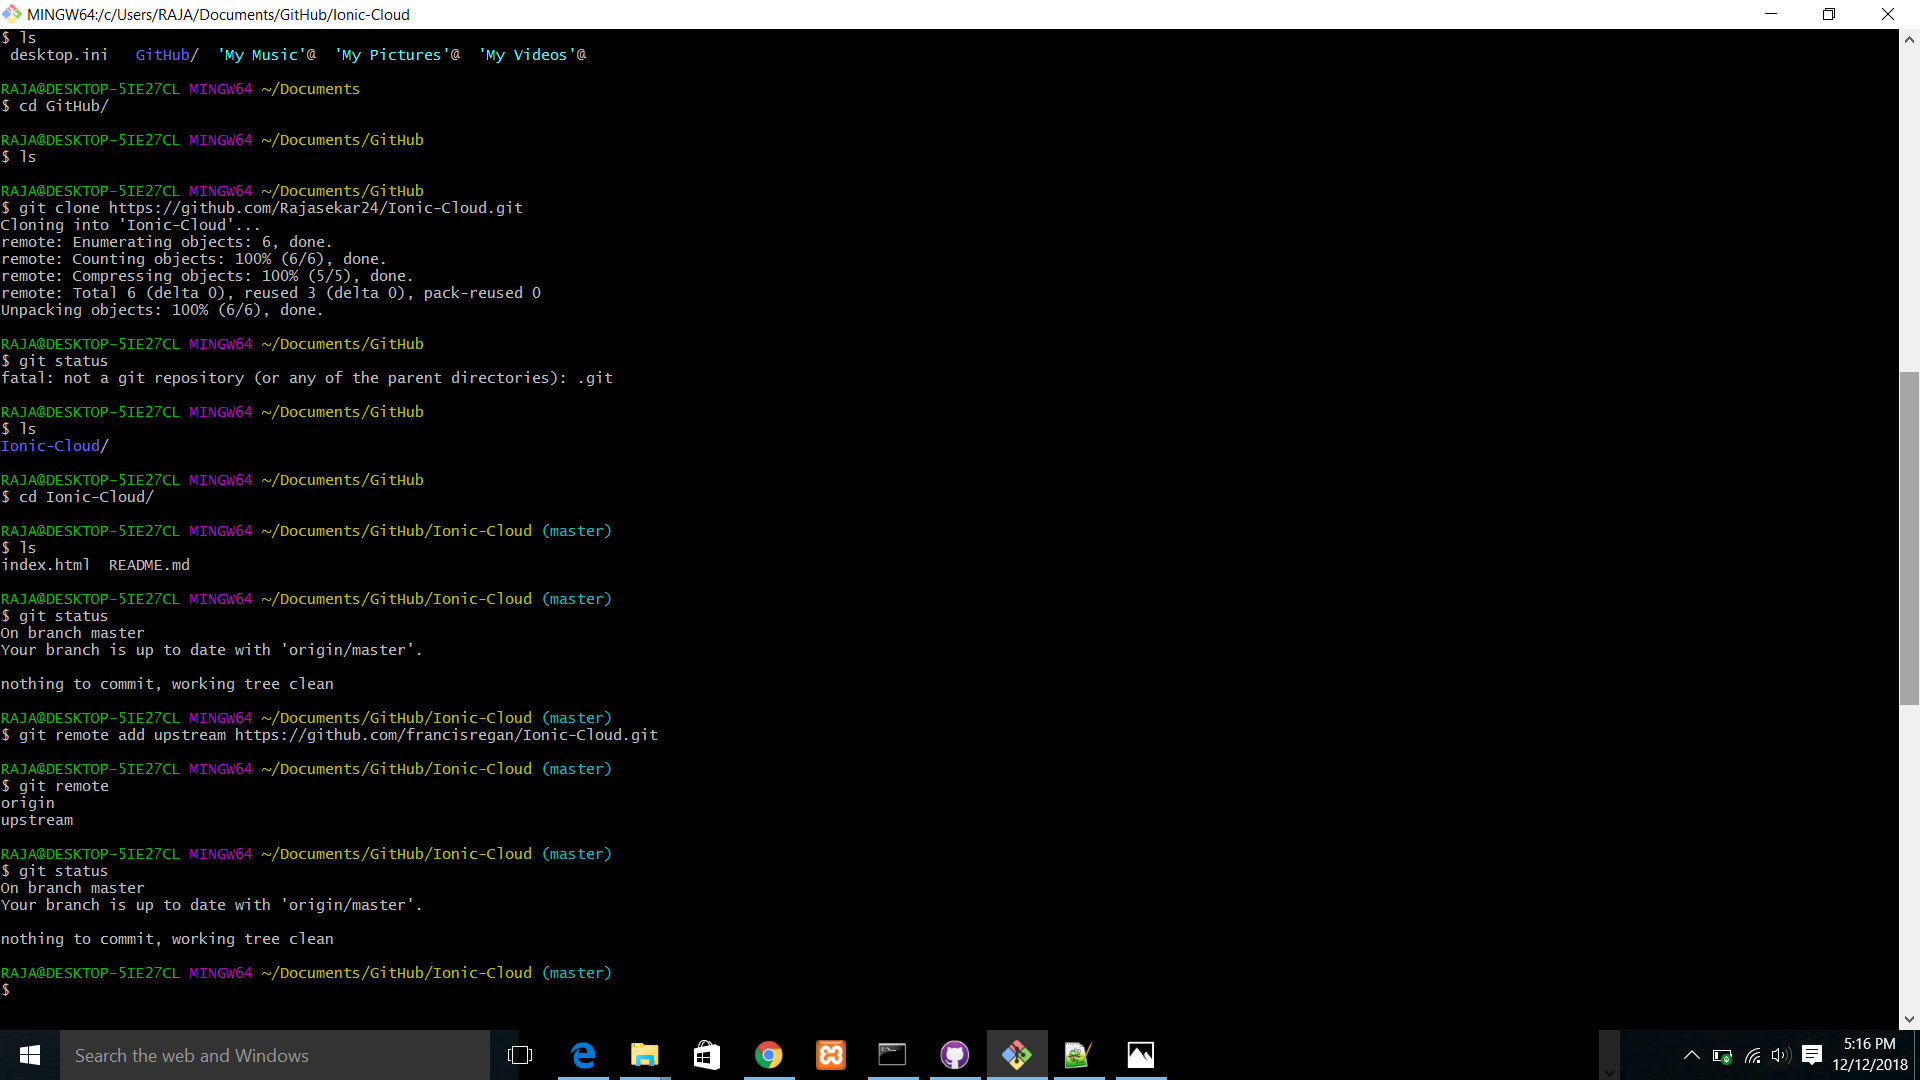 MINGW64:/c/Users/RAJA/Documents/GitHub/Ionic-Cloud
$ ls
desktop.ini GitHub/ 'My Music'@ 'My Pictures'@ 'My Videos'@
RAJA@DESKTOP-5IE27CL MINGW64 ~/Documents
$ cd GitHub/
RAJA@DESKTOP-5IE27CL MINGW64 ~/Documents/GitHub
$ ls
RAJA@DESKTOP-5IE27CL MINGW64 ~/Documents/GitHub
$ git clone https://github.com/Rajasekar24/Ionic-Cloud.git
Cloning into 'Ionic-Cloud'...
remote: Enumerating objects: 6, done.
remote: Counting objects: 100% (6/6), done.
remote: Compressing objects: 100% (5/5), done.
remote: Total 6 (delta 0), reused 3 (delta 0), pack-reused 0
Unpacking objects: 100% (6/6), done.
RAJA@DESKTOP-5IE27CL MINGW64 ~/Documents/GitHub
$ git status
fatal: not a git repository (or any of the parent directories): .git
RAJA@DESKTOP-5IE27CL MINGW64 ~/Documents/GitHub
$ ls
Ionic-Cloud/
RAJA@DESKTOP-5IE27CL MINGW64 ~/Documents/GitHub
$ cd Ionic-Cloud/
RAJA@DESKTOP-5IE27CL MINGW64 ~/Documents/GitHub/Ionic-Cloud (master)
$ ls
index.html README.md
RAJA@DESKTOP-5IE27CL MINGW64 ~/Documents/GitHub/Ionic-Cloud (master)
$ git status
On branch master
Your branch is up to date with 'origin/master'.
nothing to commit, working tree clean
RAJA@DESKTOP-5IE27CL MINGW64 ~/Documents/GitHub/Ionic-Cloud (master)
$ git remote add upstream https://github.com/francisregan/Ionic-Cloud.git
RAJA@DESKTOP-5IE27CL MINGW64 ~/Documents/GitHub/Ionic-Cloud (master)
$ git remote
origin
upstream
RAJA@DESKTOP-5IE27CL MINGW64 ~/Documents/GitHub/Ionic-Cloud (master)
$ git status
On branch master
Your branch is up to date with 'origin/master'.
nothing to commit, working tree clean
RAJA@DESKTOP-5IE27CL MINGW64 ~/Documents/GitHub/Ionic-Cloud (master)
$
Search the web and Windows
5:16 PM
12/12/2018